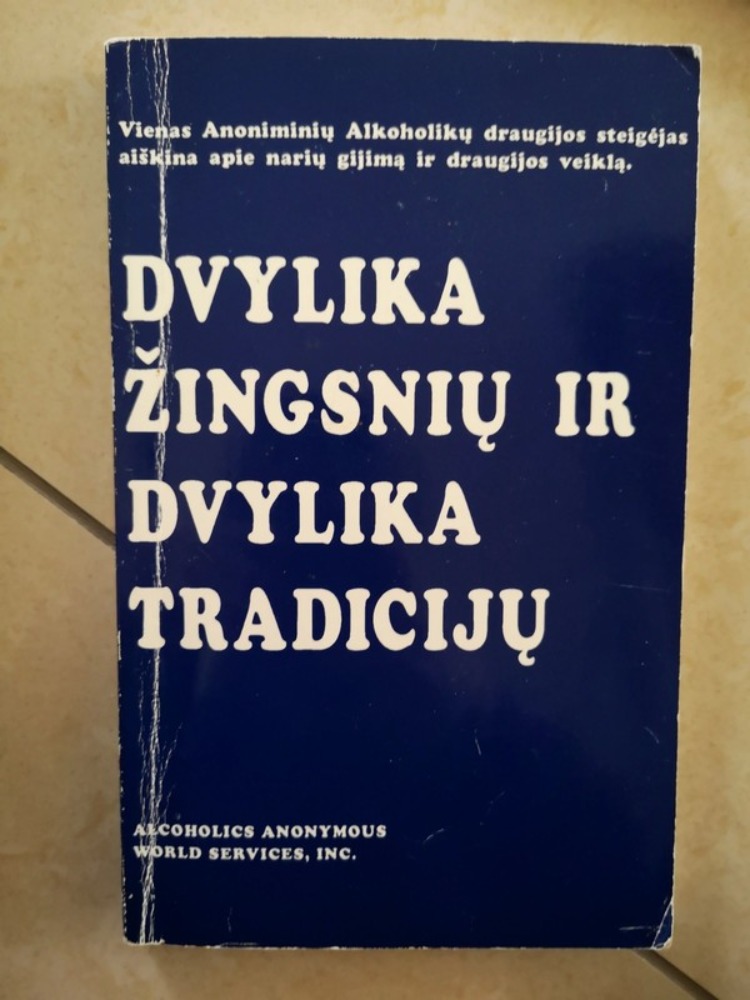 Vienas Anoniminių Alkoholikų draugijos steigėjas
aiškina apie narių gijimą ir draugijos veiklą.
DVYLIKA
ŽINGSNIŲ IR
DVYLIKA
TRADICIJŲ
ALCOHOLICS ANONYMOUS
WORLD SERVICES, INC.